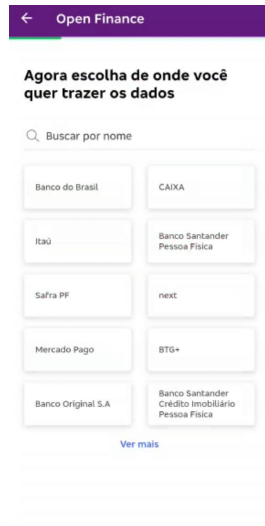 Open Finance
Agora escolha de onde você
quer trazer os dados
Buscar por nome
Banco do Brasil
CAIXA
Itaú
Banco Santander
Pessoa Física
Safra PF
next
Mercado Pago
BTG+
Banco Original S.A
Banco Santander
Crédito Imobiliário
Pessoa Física
Ver mais